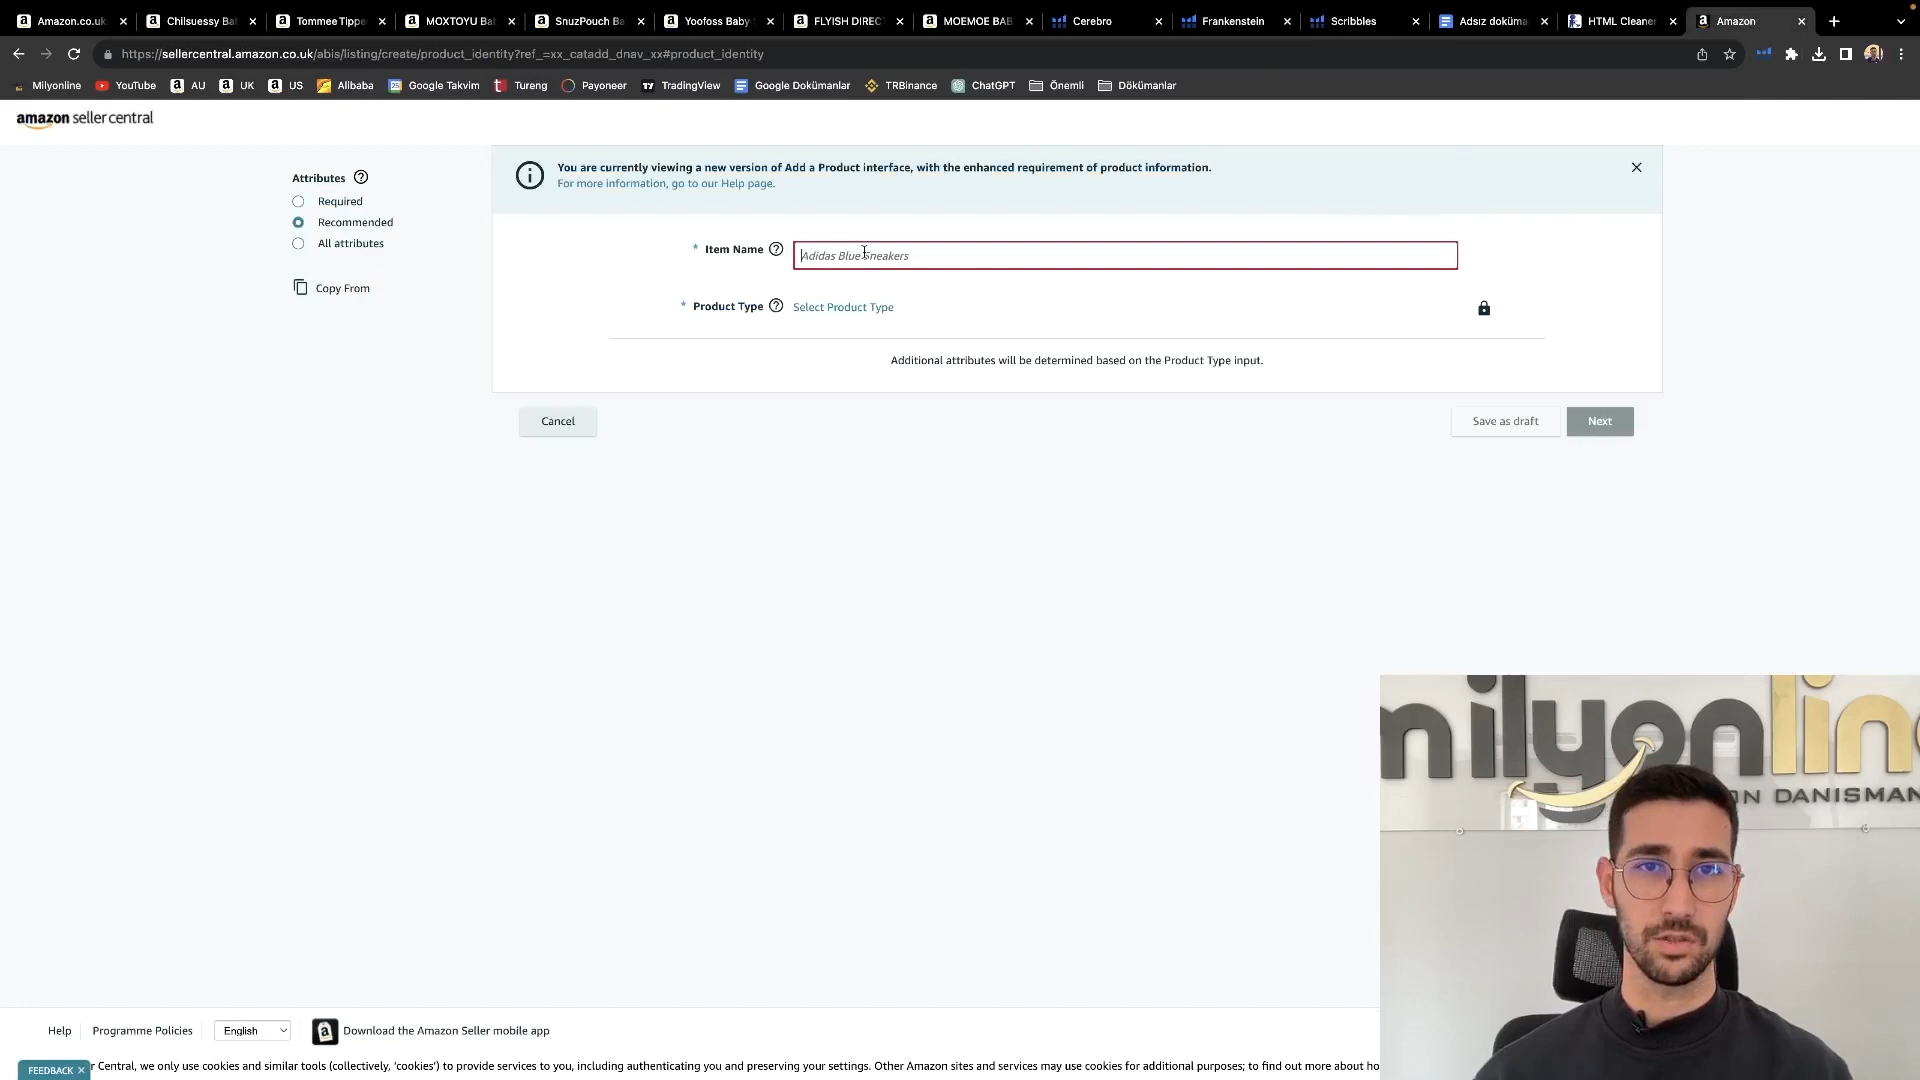 Amazon.co.uk
Chilsuessy Bal
Tommee Tippe
MOXTOYU Bab
SnuzPouch Ba
Yoofoss Baby
FLYISH DIRECT
MOEMOE BAB
Cerebro
Frankenstein
Scribbles
Adsız doküma
HTML Cleaner
Amazon
https://sellercentral.amazon.co.uk/abis/listing/create/product_identity?ref_=xx_catadd_dnav_xx#product_identity
Milyonline
YouTube
AU
UK
US
Alibaba
Google Takvim
Tureng
Payoneer
TradingView
Google Dokümanlar
TRBinance
ChatGPT
Önemli
Dökümanlar
amazon seller central
Attributes
Required
Recommended
All attributes
Copy From
You are currently viewing a new version of Add a Product interface, with the enhanced requirement of product information.
For more information, go to our Help page.
* Item Name
Adidas Blue Sneakers
* Product Type
Select Product Type
Additional attributes will be determined based on the Product Type input.
Cancel
Save as draft
Next
milyonlin
ON DANISMAN
Help
Programme Policies
English
Download the Amazon Seller mobile app
FEEDBACK
r Central, we only use cookies and similar tools (collectively, 'cookies') to provide services to you, including authenticating you and preserving your settings. Other Amazon sites and services may use cookies for additional purposes; to find out more about ho